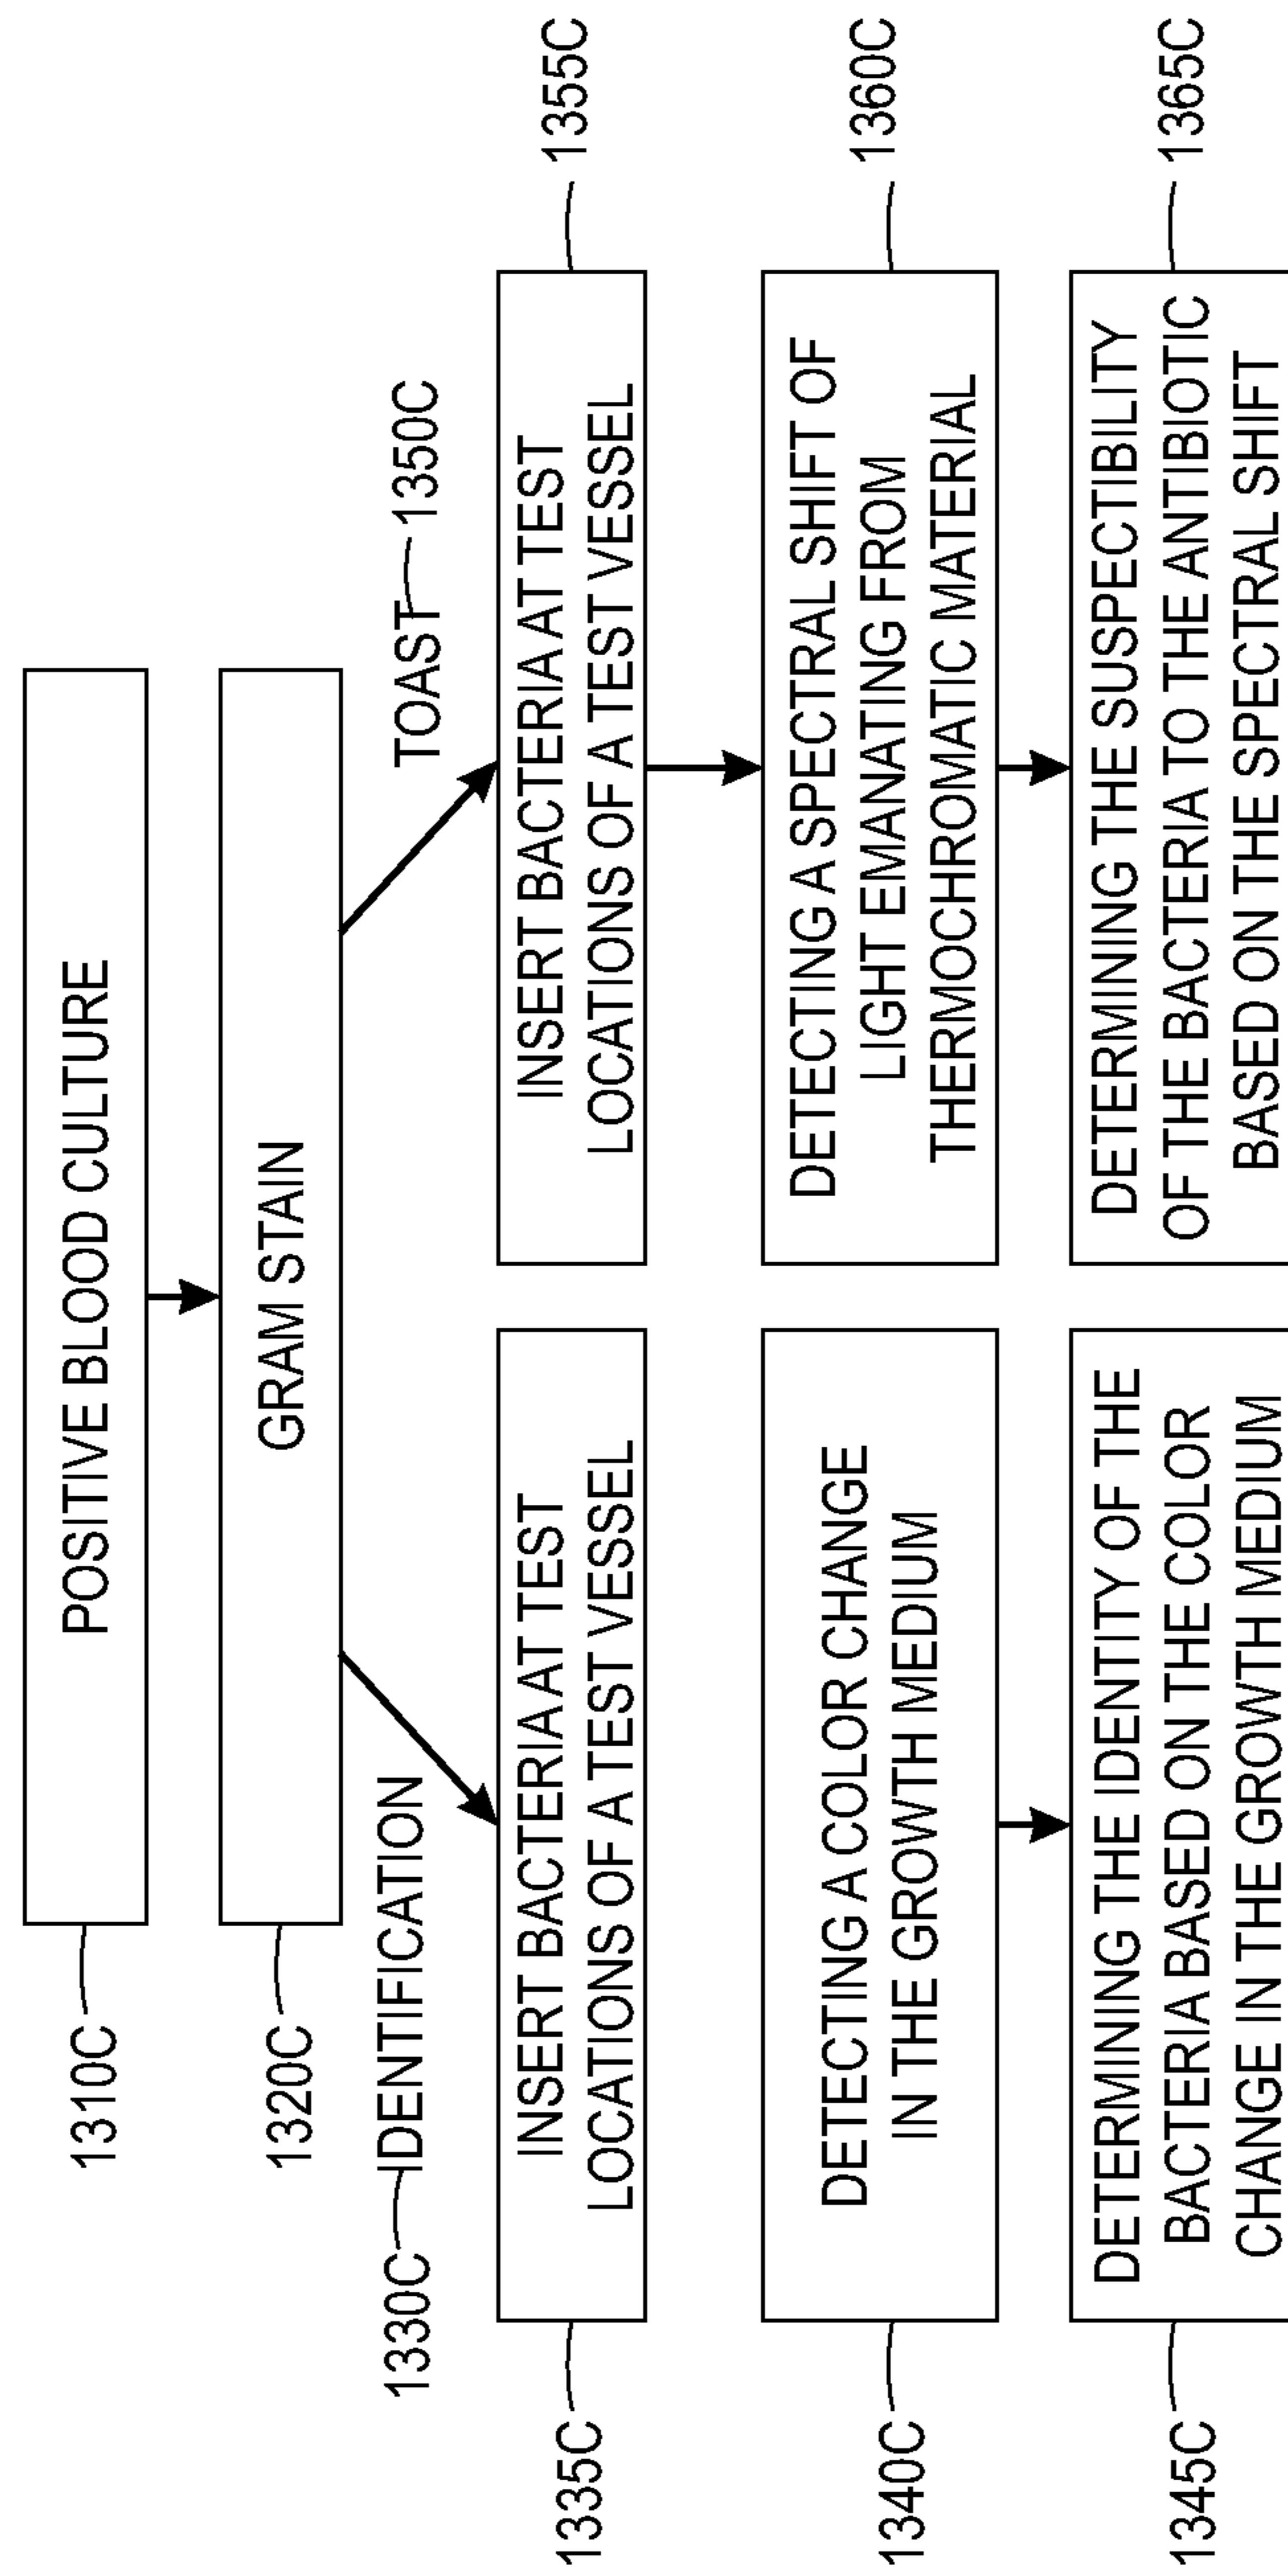 POSITIVE BLOOD CULTURE
1310C
GRAM STAIN
1320C
1330C
IDENTIFICATION
TOAST
1350C
INSERT BACTERIA AT TEST
LOCATIONS OF A TEST VESSEL
1335C
INSERT BACTERIA AT TEST
LOCATIONS OF A TEST VESSEL
1355C
DETECTING A COLOR CHANGE
IN THE GROWTH MEDIUM
1340C
DETECTING A SPECTRAL SHIFT OF
LIGHT EMANATING FROM
THERMOCHROMATIC MATERIAL
1360C
DETERMINING THE IDENTITY OF THE
BACTERIA BASED ON THE COLOR
CHANGE IN THE GROWTH MEDIUM
1345C
DETERMINING THE SUSPECTIBILITY
OF THE BACTERIA TO THE ANTIBIOTIC
BASED ON THE SPECTRAL SHIFT
1365C